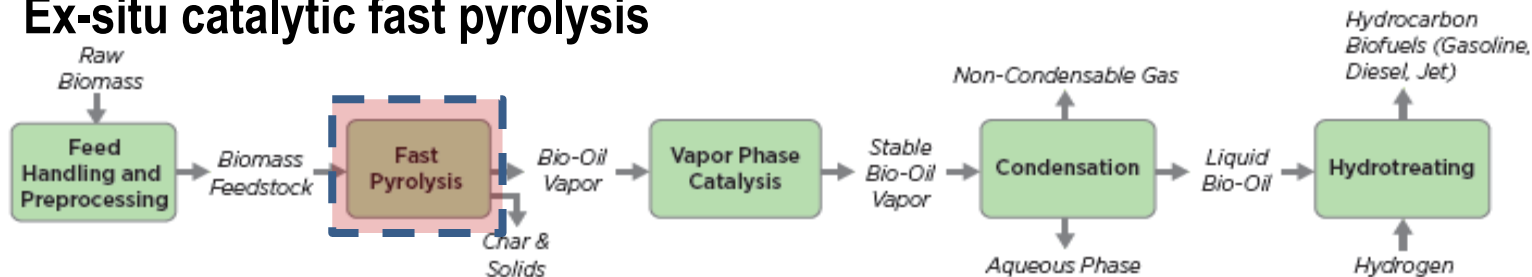 Ex-situ catalytic fast pyrolysis
Raw
Biomass
Feed
Handling and
Preprocessing
Biomass
Feedstock
Fast
Pyrolysis
Bio-Oil
Vapor
Char &
Solids
Vapor Phase
Catalysis
Stable
Bio-Oil
Vapor
Non-Condensable Gas
Condensation
Aqueous Phase
Liquid
Bio-Oil
Hydrocarbon
Biofuels (Gasoline,
Diesel, Jet)
Hydrotreating
Hydrogen